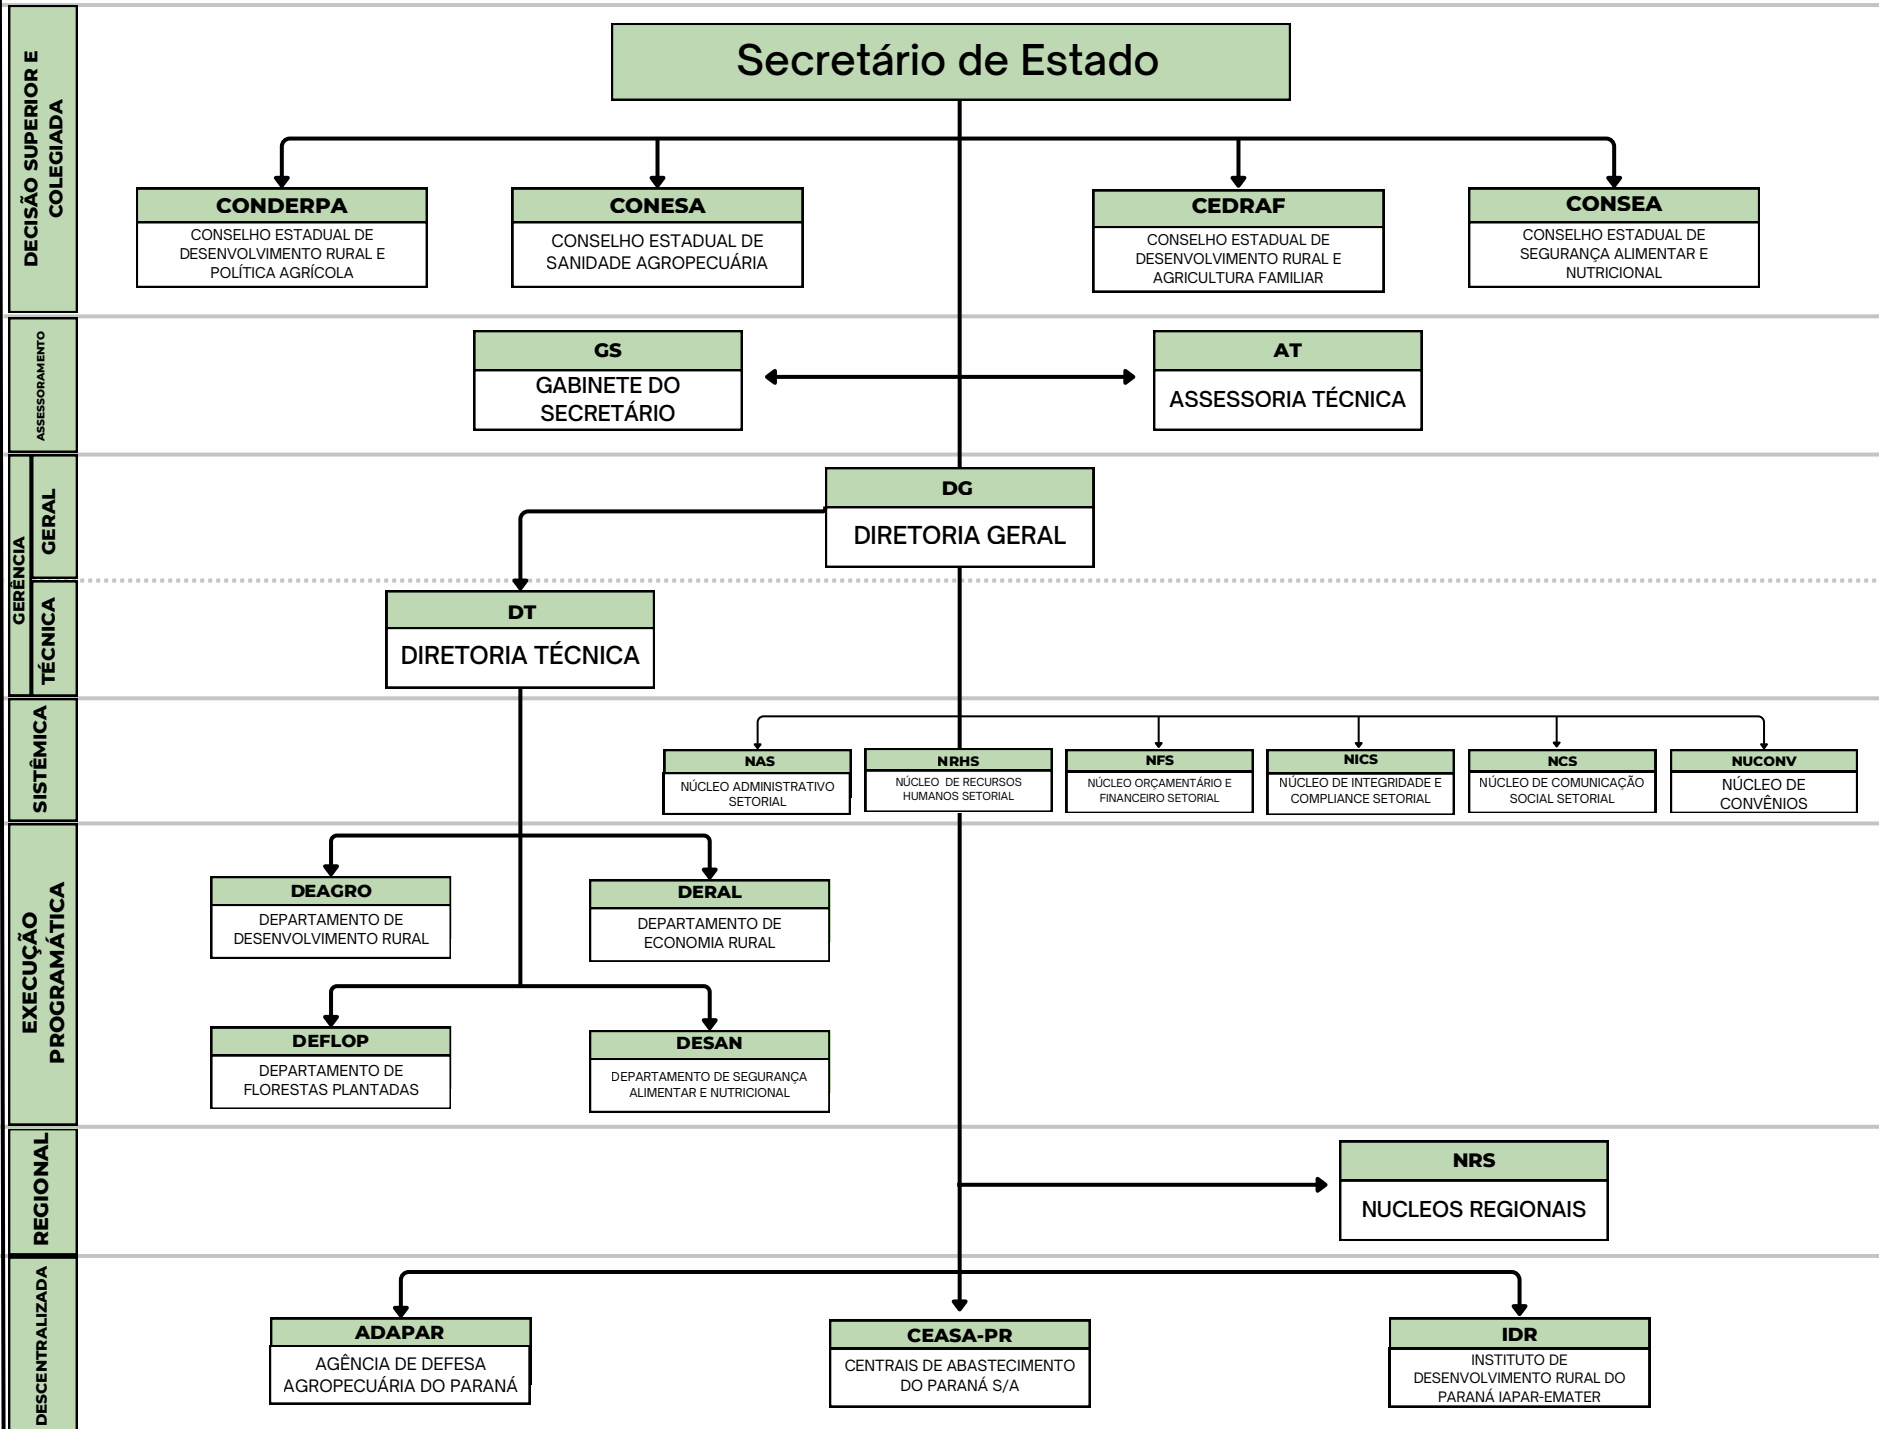 DECISÃO SUPERIOR E
COLEGIADA
Secretário de Estado
CONDERPA
CONSELHO ESTADUAL DE
DESENVOLVIMENTO RURAL E
POLÍTICA AGRÍCOLA
CONESA
CONSELHO ESTADUAL DE
SANIDADE AGROPECUÁRIA
CEDRAF
CONSELHO ESTADUAL DE
DESENVOLVIMENTO RURAL E
AGRICULTURA FAMILIAR
CONSEA
CONSELHO ESTADUAL DE
SEGURANÇA ALIMENTAR E
NUTRICIONAL
ASSESSORAMENTO
GS
GABINETE DO
SECRETÁRIO
AT
ASSESSORIA TÉCNICA
GERÊNCIA
GERAL
DG
DIRETORIA GERAL
TÉCNICA
DT
DIRETORIA TÉCNICA
SISTÊMICA
NAS
NÚCLEO ADMINISTRATIVO
SETORIAL
NRHS
NÚCLEO DE RECURSOS
HUMANOS SETORIAL
NFS
NÚCLEO ORÇAMENTÁRIO E
FINANCEIRO SETORIAL
NICS
NÚCLEO DE INTEGRIDADE E
COMPLIANCE SETORIAL
NCS
NÚCLEO DE COMUNICAÇÃO
SOCIAL SETORIAL
NUCONV
NÚCLEO DE
CONVÊNIOS
EXECUÇÃO
PROGRAMÁTICA
DEAGRO
DEPARTAMENTO DE
DESENVOLVIMENTO RURAL
DERAL
DEPARTAMENTO DE
ECONOMIA RURAL
DEFLOP
DEPARTAMENTO DE
FLORESTAS PLANTADAS
DESAN
DEPARTAMENTO DE SEGURANÇA
ALIMENTAR E NUTRICIONAL
REGIONAL
NRS
NUCLEOS REGIONAIS
DESCENTRALIZADA
ADAPAR
AGÊNCIA DE DEFESA
AGROPECUÁRIA DO PARANÁ
CEASA-PR
CENTRAIS DE ABASTECIMENTO
DO PARANÁ S/A
IDR
INSTITUTO DE
DESENVOLVIMENTO RURAL DO
PARANÁ IAPAR-EMATER